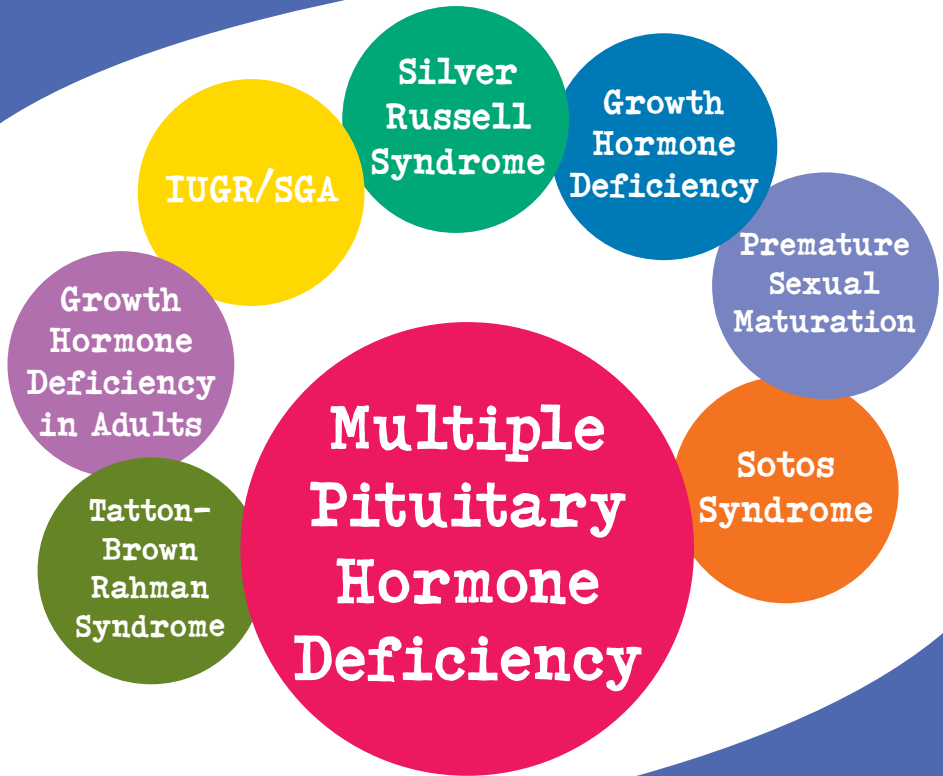 Silver
Russell
Syndrome
Growth
Hormone
Deficiency
IUGR/SGA
Premature
Sexual
Maturation
Growth
Hormone
Deficiency
in Adults
Multiple
Pituitary
Hormone
Deficiency
Sotos
Syndrome
Tatton-
Brown
Rahman
Syndrome